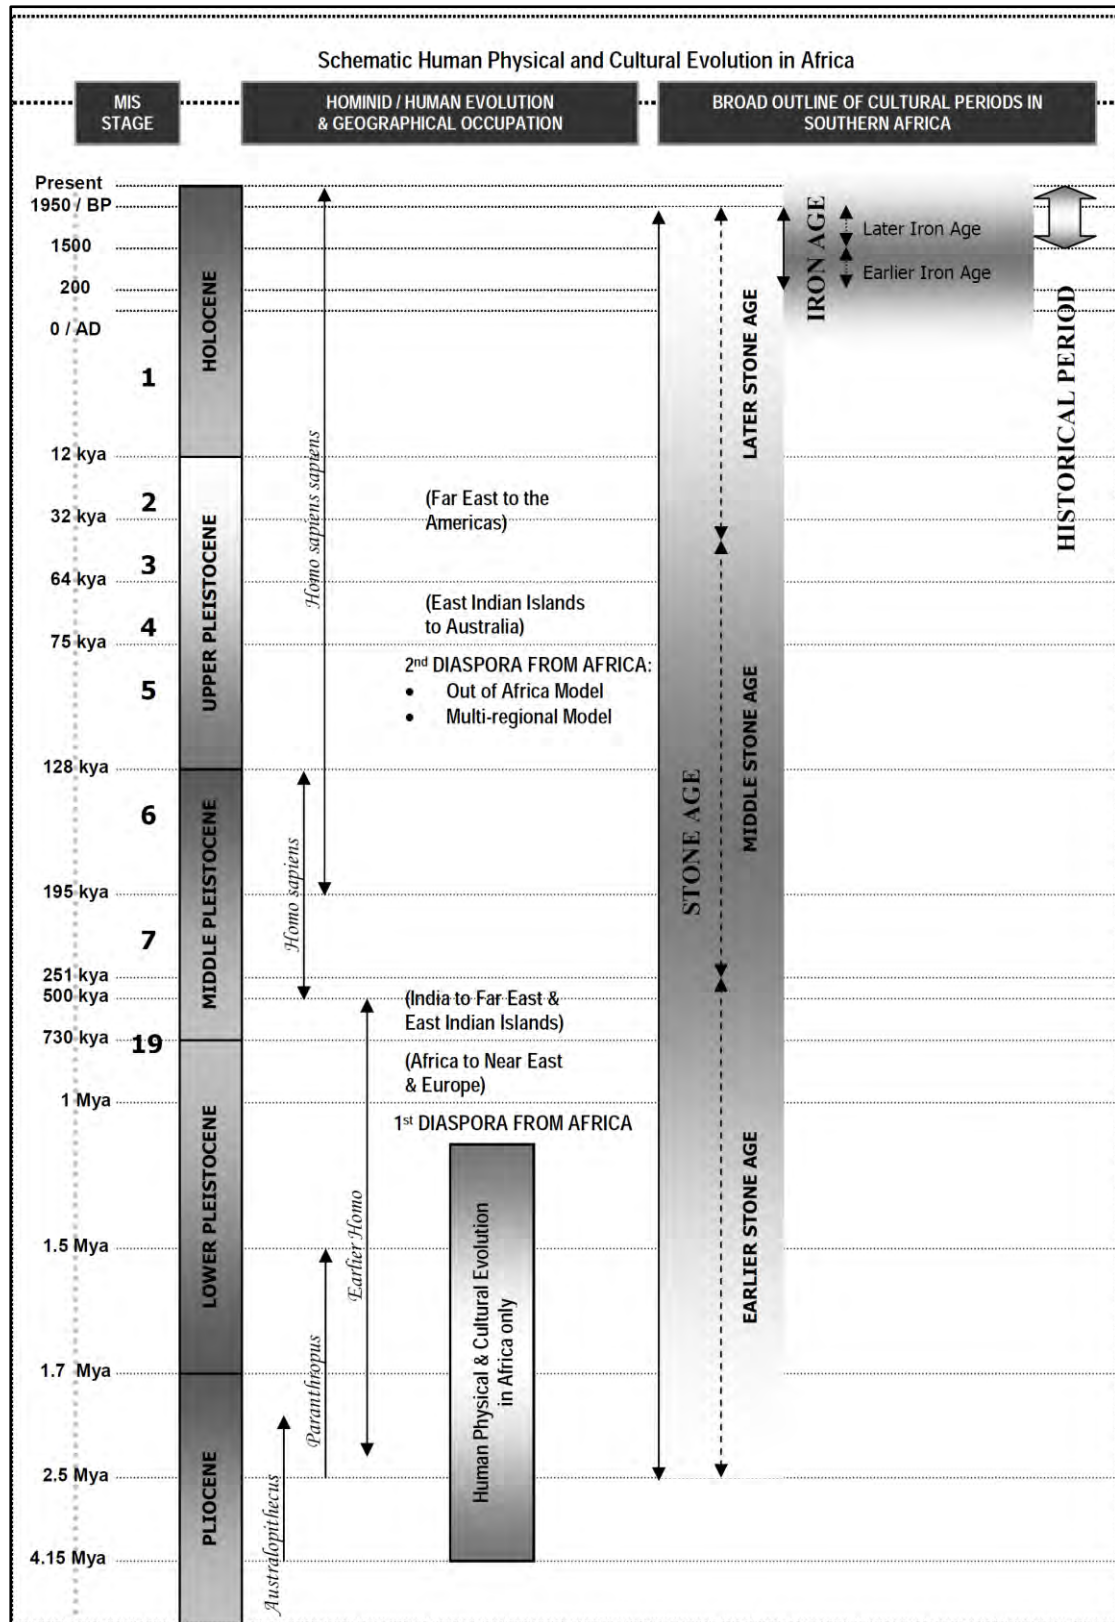 Schematic Human Physical and Cultural Evolution in Africa
MIS
STAGE
HOMINID / HUMAN EVOLUTION
& GEOGRAPHICAL OCCUPATION
BROAD OUTLINE OF CULTURAL PERIODS IN
SOUTHERN AFRICA
Present
1950 / BP
1500
200
0 / AD
12 kya
32 kya
64 kya
75 kya
128 kya
195 kya
251 kya
500 kya
730 kya
1 Mya
1.5 Mya
1.7 Mya
2.5 Mya
4.15 Mya
1
2
3
4
5
6
7
19
HOLOCENE
UPPER PLEISTOCENE
MIDDLE PLEISTOCENE
LOWER PLEISTOCENE
PLIOCENE
Homo sapiens sapiens
Homo sapiens
Earlier Homo
Paranthropus
Australopithecus
(Far East to the
Americas)
(East Indian Islands
to Australia)
2nd DIASPORA FROM AFRICA:
• Out of Africa Model
• Multi-regional Model
(India to Far East &
East Indian Islands)
(Africa to Near East
& Europe)
1st DIASPORA FROM AFRICA
Human Physical & Cultural Evolution
in Africa only
STONE AGE
LATER STONE AGE
MIDDLE STONE AGE
EARLIER STONE AGE
IRON AGE
Later Iron Age
Earlier Iron Age
HISTORICAL PERIOD